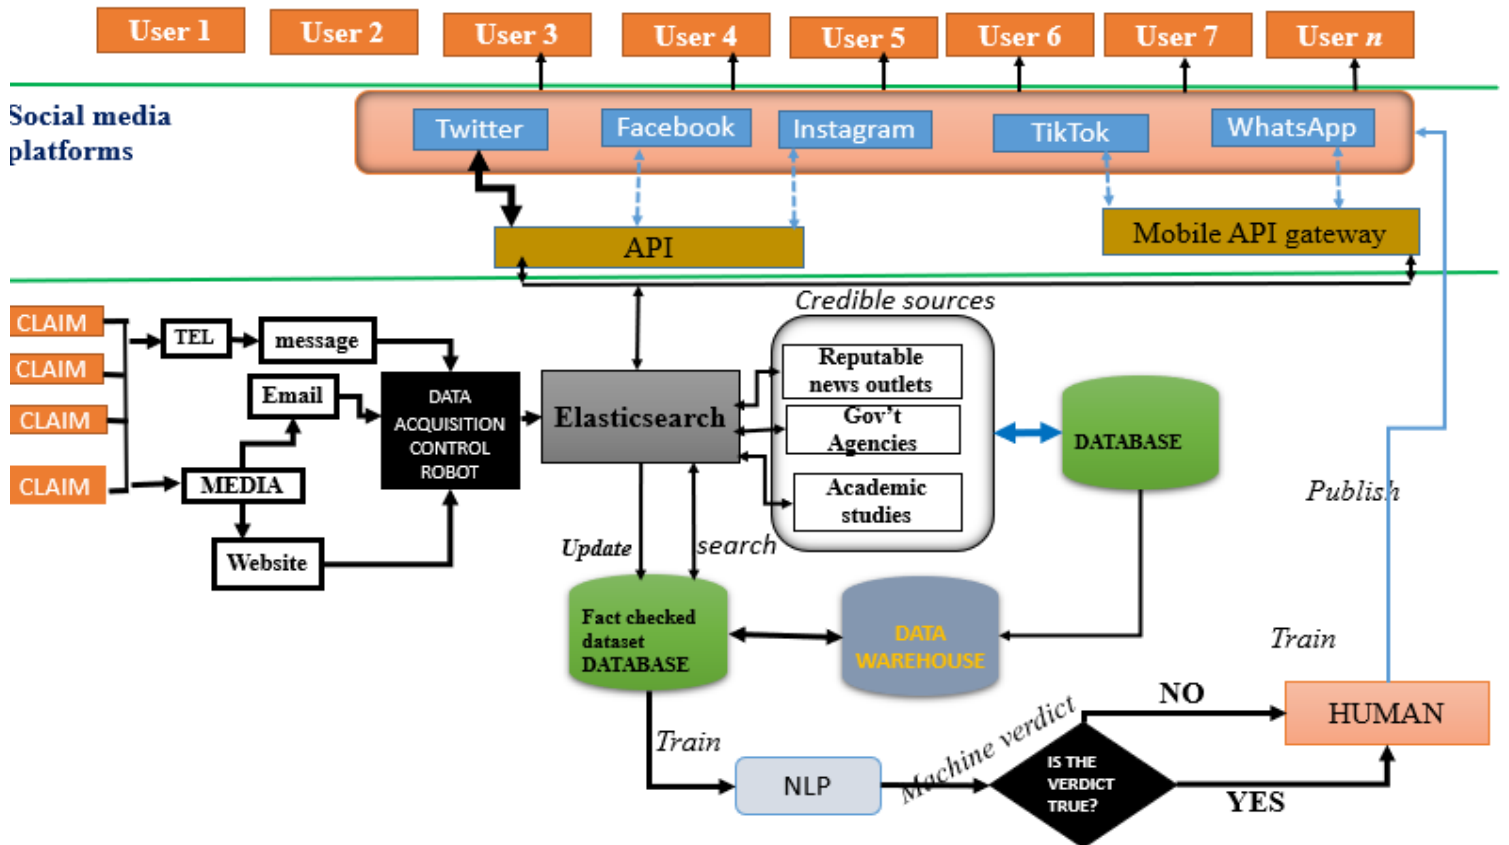 User 1
User 2
User 3
User 4
User 5
User 6
User 7
User n
Social media
platforms
Twitter
Facebook
Instagram
TikTok
WhatsApp
API
Mobile API gateway
Credible sources
CLAIM
CLAIM
CLAIM
CLAIM
TEL
message
Email
MEDIA
Website
DATA
ACQUISITION
CONTROL
ROBOT
Elasticsearch
Reputable
news outlets
Gov't
Agencies
Academic
studies
DATABASE
Publish
Update
search
Fact checked
dataset
DATABASE
DATA
WAREHOUSE
Train
Train
NLP
Machine verdict
IS THE
VERDICT
TRUE?
NO
YES
HUMAN